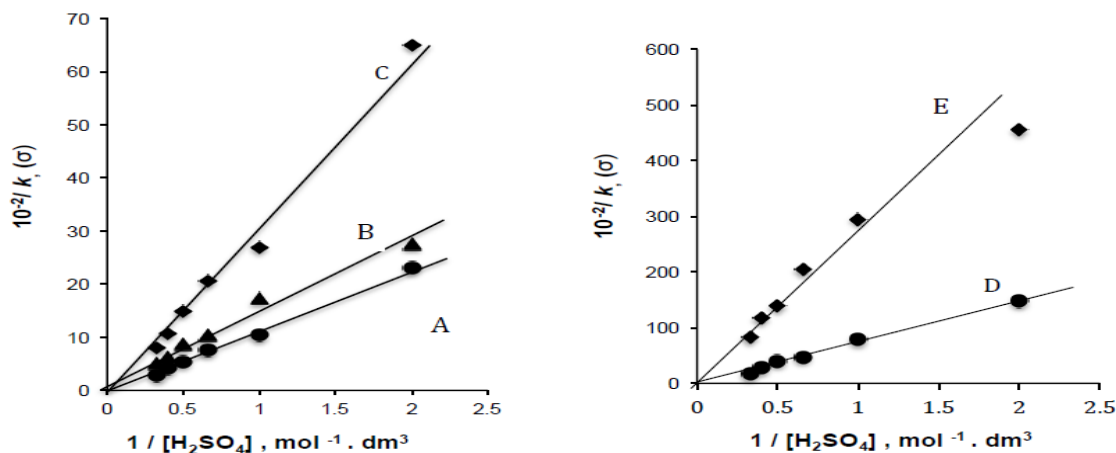 70
60
50
40
30
20
10
0
10⁻²/ k, (σ)
C
B
A
0 0.5 1 1.5 2 2.5
1 / [H₂SO₄] , mol ⁻¹ . dm³
600
500
400
300
200
100
0
10⁻²/ k, (σ)
E
D
0 0.5 1 1.5 2 2.5
1 / [H₂SO₄] , mol ⁻¹ . dm³